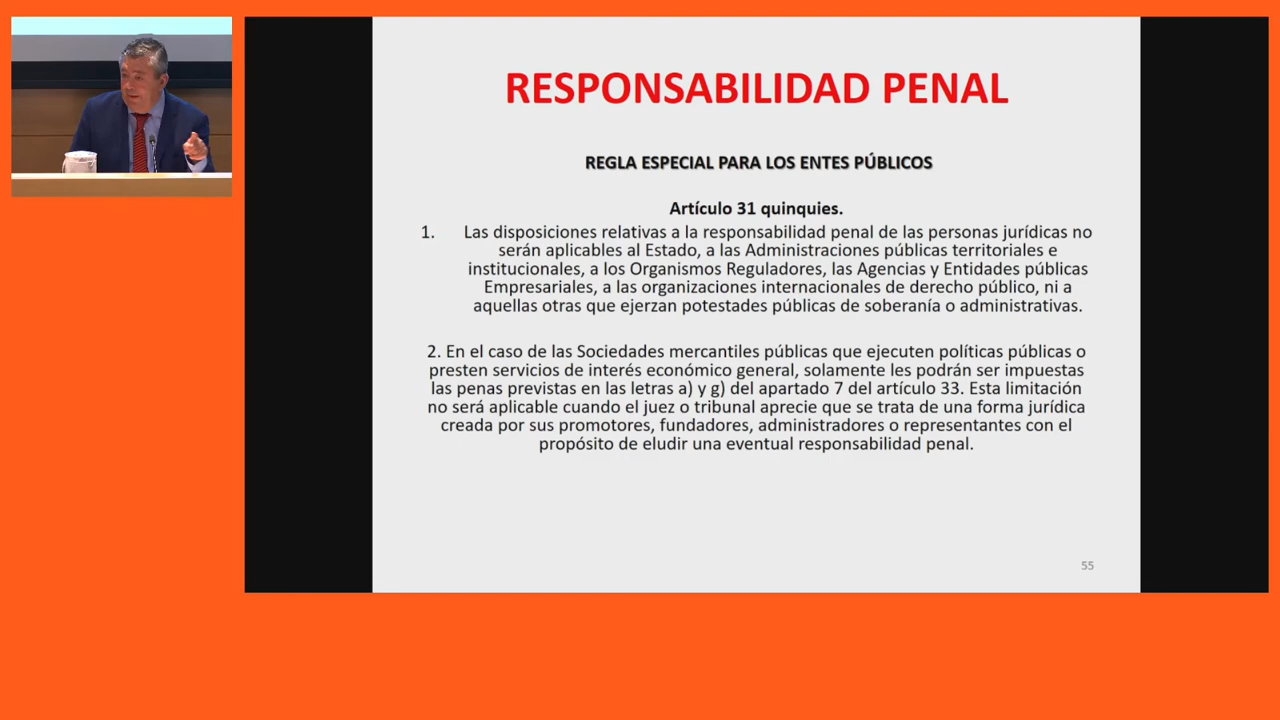 RESPONSABILIDAD PENAL
REGLA ESPECIAL PARA LOS ENTES PÚBLICOS
Artículo 31 quinquies.
1. Las disposiciones relativas a la responsabilidad penal de las personas jurídicas no
serán aplicables al Estado, a las Administraciones públicas territoriales e
institucionales, a los Organismos Reguladores, las Agencias y Entidades públicas
Empresariales, a las organizaciones internacionales de derecho público, ni a
aquellas otras que ejerzan potestades públicas de soberanía o administrativas.
2. En el caso de las Sociedades mercantiles públicas que ejecuten políticas públicas o
presten servicios de interés económico general, solamente les podrán ser impuestas
las penas previstas en las letras a) y g) del apartado 7 del artículo 33. Esta limitación
no será aplicable cuando el juez o tribunal aprecie que se trata de una forma jurídica
creada por sus promotores, fundadores, administradores o representantes con el
propósito de eludir una eventual responsabilidad penal.
55